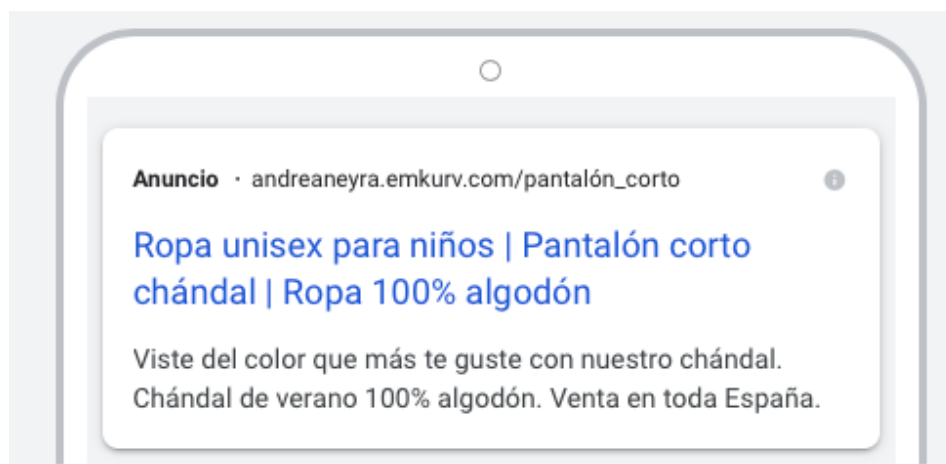 Anuncio · andreaneyra.emkurv.com/pantalón_corto
Ropa unisex para niños | Pantalón corto
chándal | Ropa 100% algodón
Viste del color que más te guste con nuestro chándal.
Chándal de verano 100% algodón. Venta en toda España.